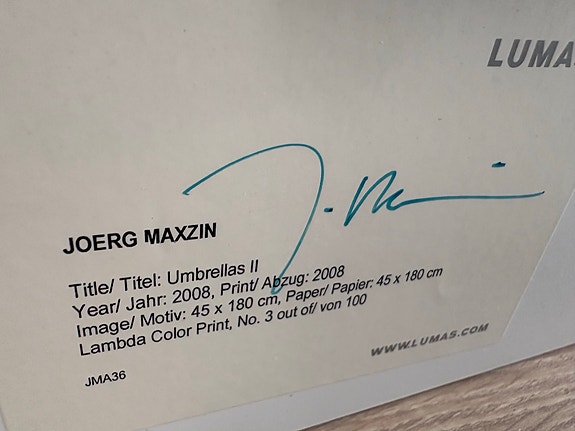 LUMAS
JOERG MAXZIN
Title/ Titel: Umbrellas II
Year/ Jahr: 2008, Print/ Abzug: 2008
Image/ Motiv: 45 x 180 cm, Paper/ Papier: 45 x 180 cm
Lambda Color Print, No. 3 out of/ von 100
JMA36
WWW.LUMAS.COM